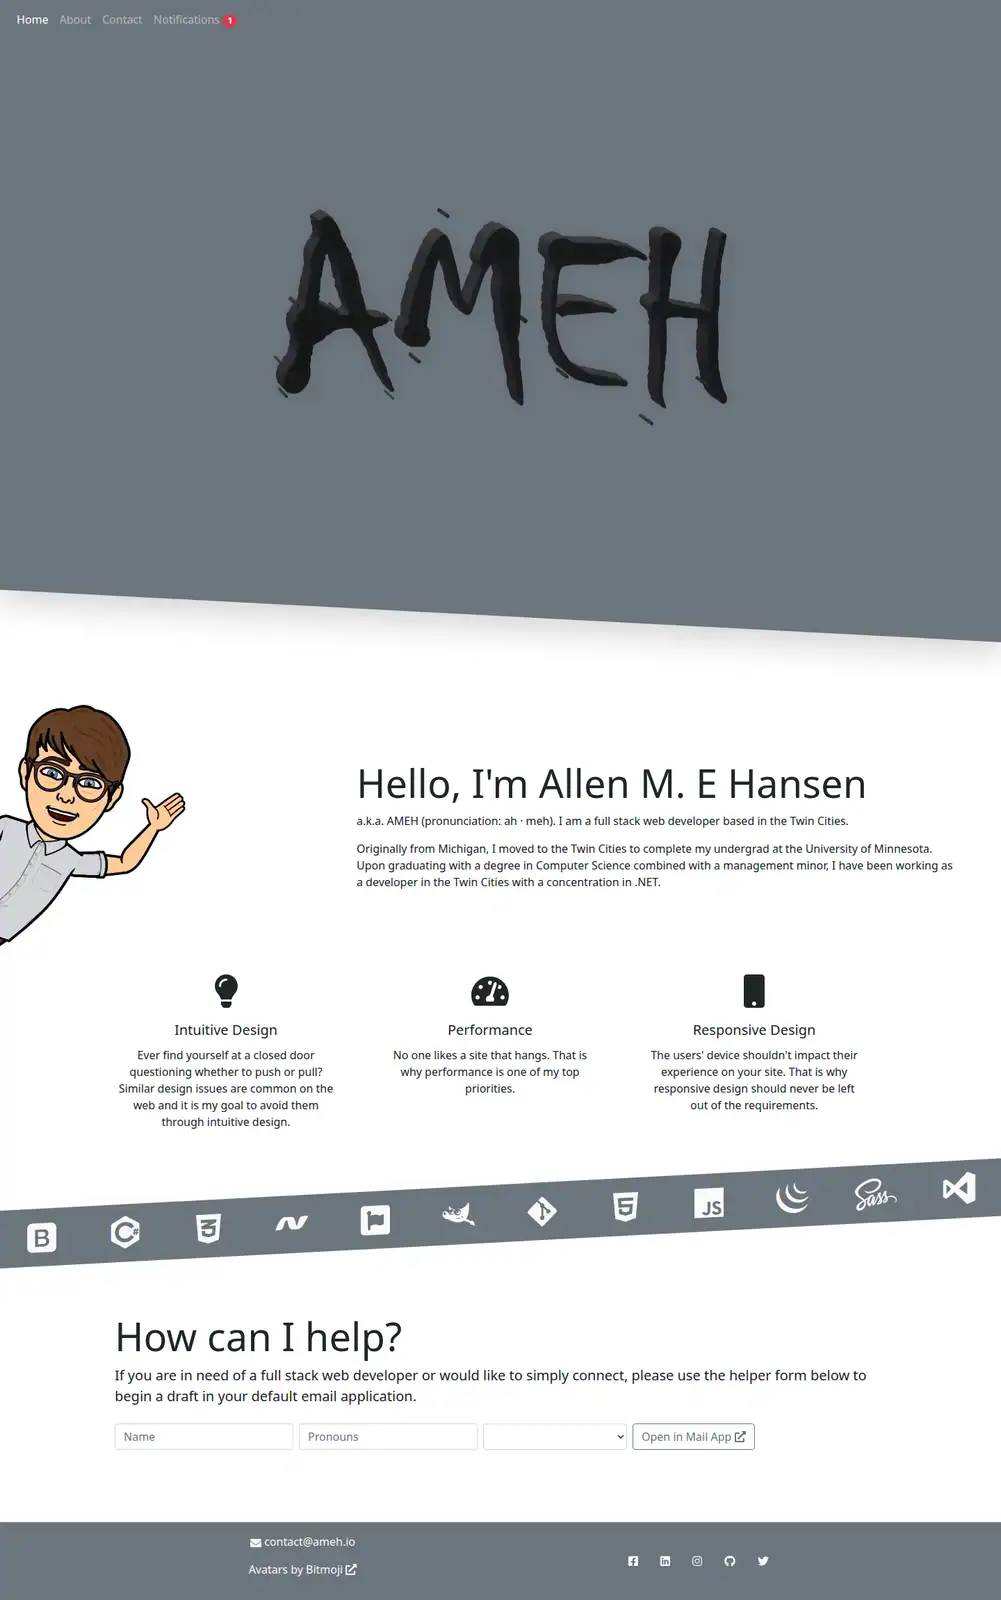 Home About Contact Notifications 1
AMEH
Hello, I'm Allen M. E Hansen
a.k.a. AMEH (pronunciation: ah · meh). I am a full stack web developer based in the Twin Cities.
Originally from Michigan, I moved to the Twin Cities to complete my undergrad at the University of Minnesota.
Upon graduating with a degree in Computer Science combined with a management minor, I have been working as
a developer in the Twin Cities with a concentration in .NET.
Intuitive Design
Ever find yourself at a closed door
questioning whether to push or pull?
Similar design issues are common on the
web and it is my goal to avoid them
through intuitive design.
Performance
No one likes a site that hangs. That is
why performance is one of my top
priorities.
Responsive Design
The users' device shouldn't impact their
experience on your site. That is why
responsive design should never be left
out of the requirements.
B C# 3 5 JS Sass
How can I help?
If you are in need of a full stack web developer or would like to simply connect, please use the helper form below to
begin a draft in your default email application.
Name Pronouns Open in Mail App
contact@ameh.io
Avatars by Bitmoji